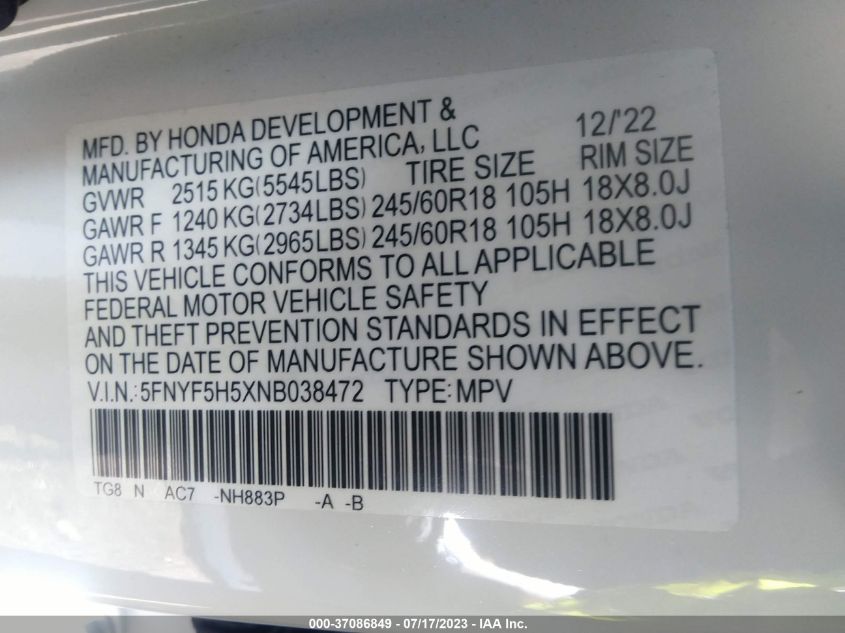 MFD. BY HONDA DEVELOPMENT & 12/'22
MANUFACTURING OF AMERICA, LLC
GVWR 2515 KG(5545LBS) TIRE SIZE RIM SIZE
GAWR F 1240 KG(2734LBS) 245/60R18 105H 18X8.0J
GAWR R 1345 KG(2965LBS) 245/60R18 105H 18X8.0J
THIS VEHICLE CONFORMS TO ALL APPLICABLE
FEDERAL MOTOR VEHICLE SAFETY
AND THEFT PREVENTION STANDARDS IN EFFECT
ON THE DATE OF MANUFACTURE SHOWN ABOVE.
V.I.N.: 5FNYF5H5XNB038472 TYPE: MPV
TG8 N AC7 -NH883P -A -B
000-37086849 - 07/17/2023 - IAA Inc.